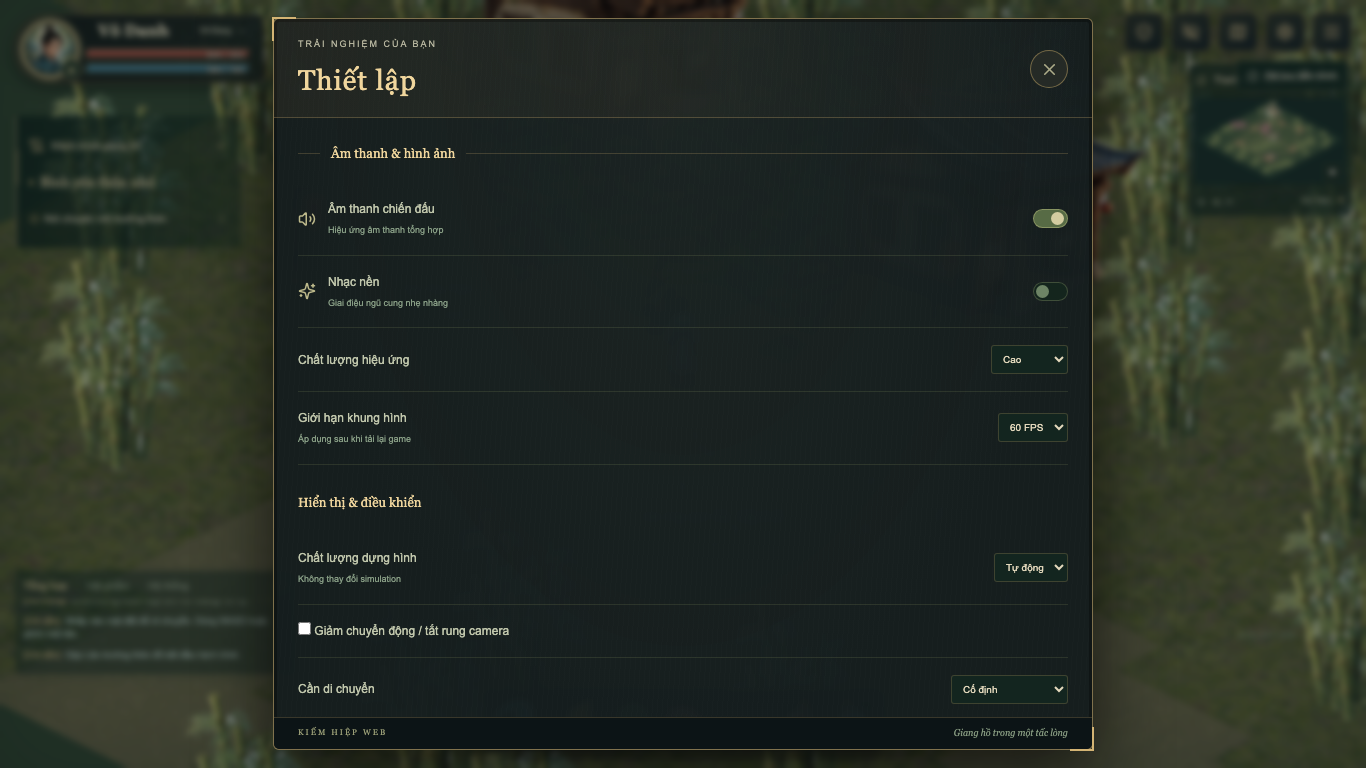 Vô Danh
TRẢI NGHIỆM CỦA BẠN
Thiết lập
Âm thanh & hình ảnh
Âm thanh chiến đấu
Hiệu ứng âm thanh tổng hợp
Nhạc nền
Giai điệu ngũ cung nhẹ nhàng
Chất lượng hiệu ứng
Cao
Giới hạn khung hình
Áp dụng sau khi tải lại game
60 FPS
Hiển thị & điều khiển
Chất lượng dựng hình
Không thay đổi simulation
Tự động
Giảm chuyển động / tắt rung camera
Cần di chuyển
Cố định
KIẾM HIỆP WEB
Giang hồ trong một tấc lòng